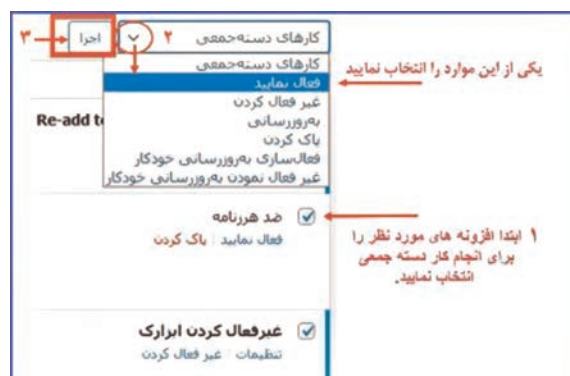 کارهای دسته‌جمعی
۲
اجرا
۳
کارهای دسته‌جمعی
فعال نمایید
غیر فعال کردن
به‌روزرسانی
پاک کردن
فعال‌سازی به‌روزرسانی خودکار
غیر فعال نمودن به‌روزرسانی خودکار
یکی از این موارد را انتخاب نمایید
Re-add t
ضد هرزنامه
فعال نمایید | پاک کردن
۱ ابتدا افزونه های مورد نظر را
برای انجام کار دسته جمعی
انتخاب نمایید.
غیرفعال کردن ابزارک
تنظیمات | غیر فعال کردن